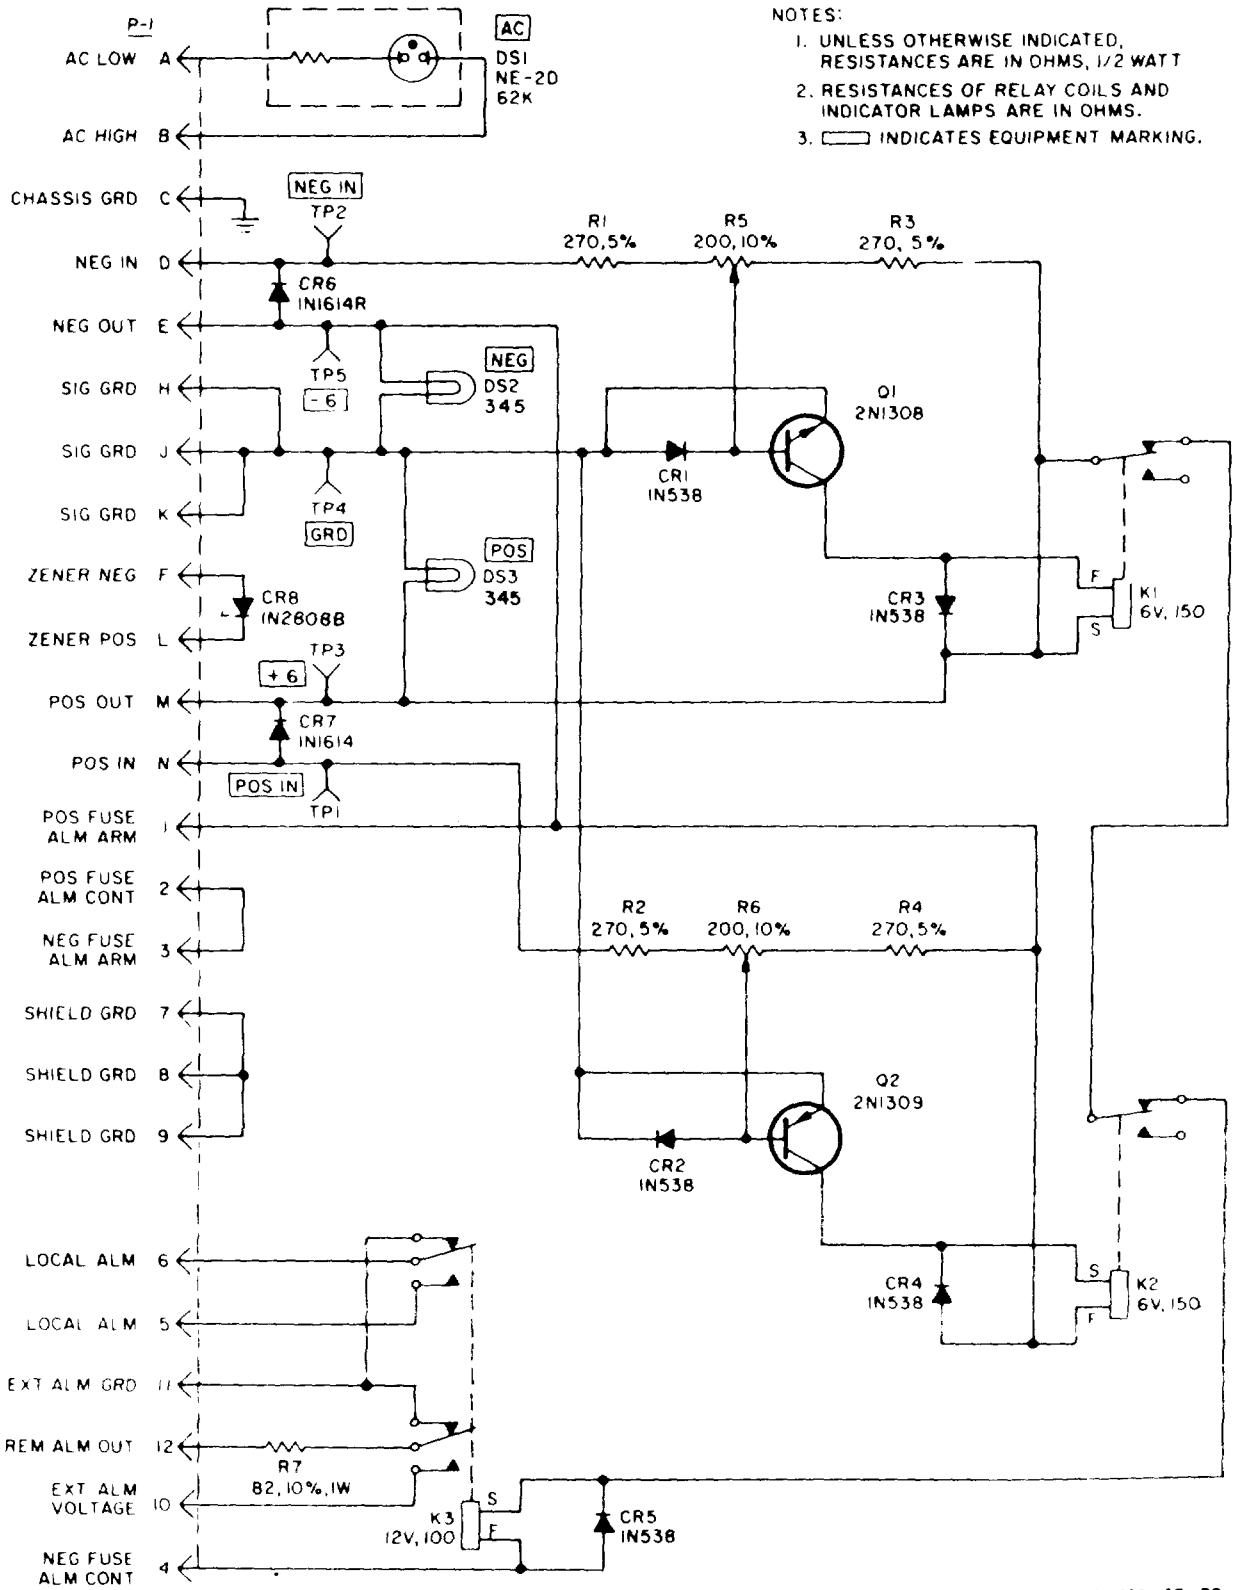 NOTES:
1. UNLESS OTHERWISE INDICATED,
RESISTANCES ARE IN OHMS, 1/2 WATT
2. RESISTANCES OF RELAY COILS AND
INDICATOR LAMPS ARE IN OHMS.
3. INDICATES EQUIPMENT MARKING.
P-1
AC LOW A
AC
DS1
NE-2D
62K
AC HIGH B
CHASSIS GRD C
NEG IN
TP2
R1
270,5%
R5
200,10%
R3
270,5%
NEG IN D
CR6
1N1614R
NEG OUT E
TP5
-6
NEG
DS2
345
SIG GRD H
Q1
2N1308
SIG GRD J
CR1
1N538
TP4
GRD
SIG GRD K
POS
DS3
345
ZENER NEG F
CR8
1N2808B
CR3
1N538
F
S
K1
6V, 150
ZENER POS L
TP3
+6
POS OUT M
CR7
1N1614
POS IN N
POS IN
TP1
POS FUSE
ALM ARM 1
POS FUSE
ALM CONT 2
R2
270,5%
R6
200,10%
R4
270,5%
NEG FUSE
ALM ARM 3
SHIELD GRD 7
SHIELD GRD 8
Q2
2N1309
SHIELD GRD 9
CR2
1N538
LOCAL ALM 6
CR4
1N538
S
F
K2
6V, 150
LOCAL ALM 5
EXT ALM GRD 11
REM ALM OUT 12
R7
82,10%,1W
EXT ALM
VOLTAGE 10
K3
12V, 100
S
F
CR5
1N538
NEG FUSE
ALM CONT 4